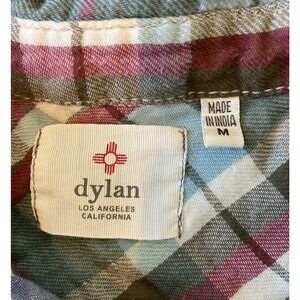 dylan
LOS ANGELES
CALIFORNIA
MADE
IN INDIA
M